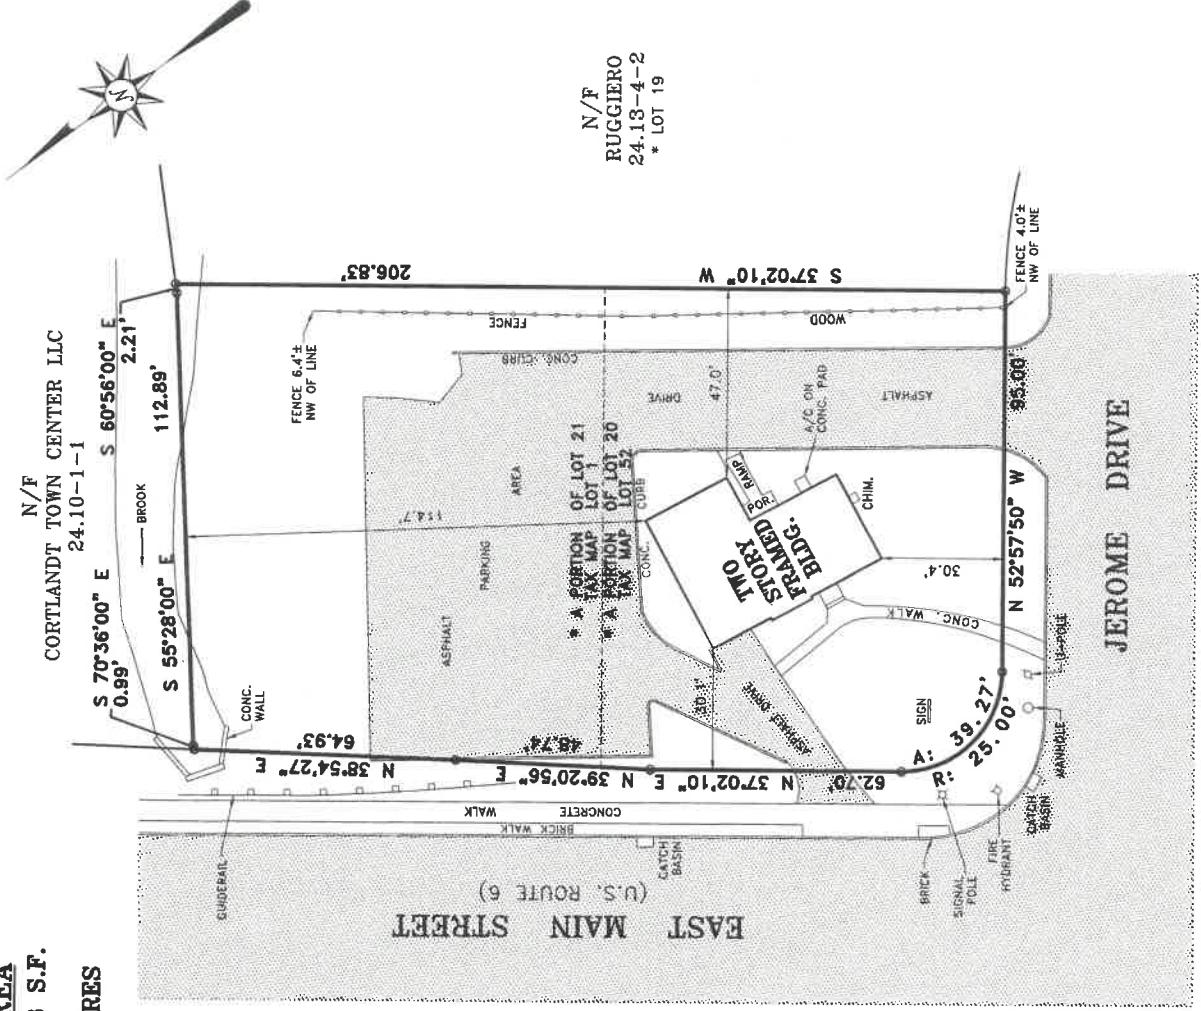 N
N/F
CORTLANDT TOWN CENTER LLC
24.10-1-1
N/F
RUGGIERO
24.13-4-2
* LOT 19
S 70°36'00" E
0.99'
S 55°28'00" E
112.89'
S 60°56'00" E
2.21'
BROOK
CONC.
WALL
206.83'
S 37°02'10" W
FENCE 6.4'±
NW OF LINE
FENCE
WOOD
FENCE 4.0'±
NW OF LINE
CONC. CURB
ASPHALT
PARKING
AREA
114.7'
* A PORTION OF LOT 21
TAX MAP LOT 1
* A PORTION OF LOT 20
TAX MAP LOT 52
CONC. CURB
DRIVE
47.0'
ASPHALT
A/C ON
CONC. PAD
RAMP
POR.
CHIM.
TWO
STORY
FRAMED
BLDG.
30.4'
30.1'
CONC. WALK
ASPHALT DRIVE
SIGN
95.00'
N 52°57'50" W
A: 39.27'
R: 25.00'
64.93'
N 38°54'27" E
48.74'
N 39°20'56" E
N 37°02'10" E
62.70'
CONCRETE
WALK
BRICK WALK
GUIDERAIL
CATCH
BASIN
BRICK
SIGNAL
POLE
FIRE
HYDRANT
CATCH
BASIN
MANHOLE
EAST MAIN STREET
(U.S. ROUTE 6)
JEROME DRIVE
S.F.